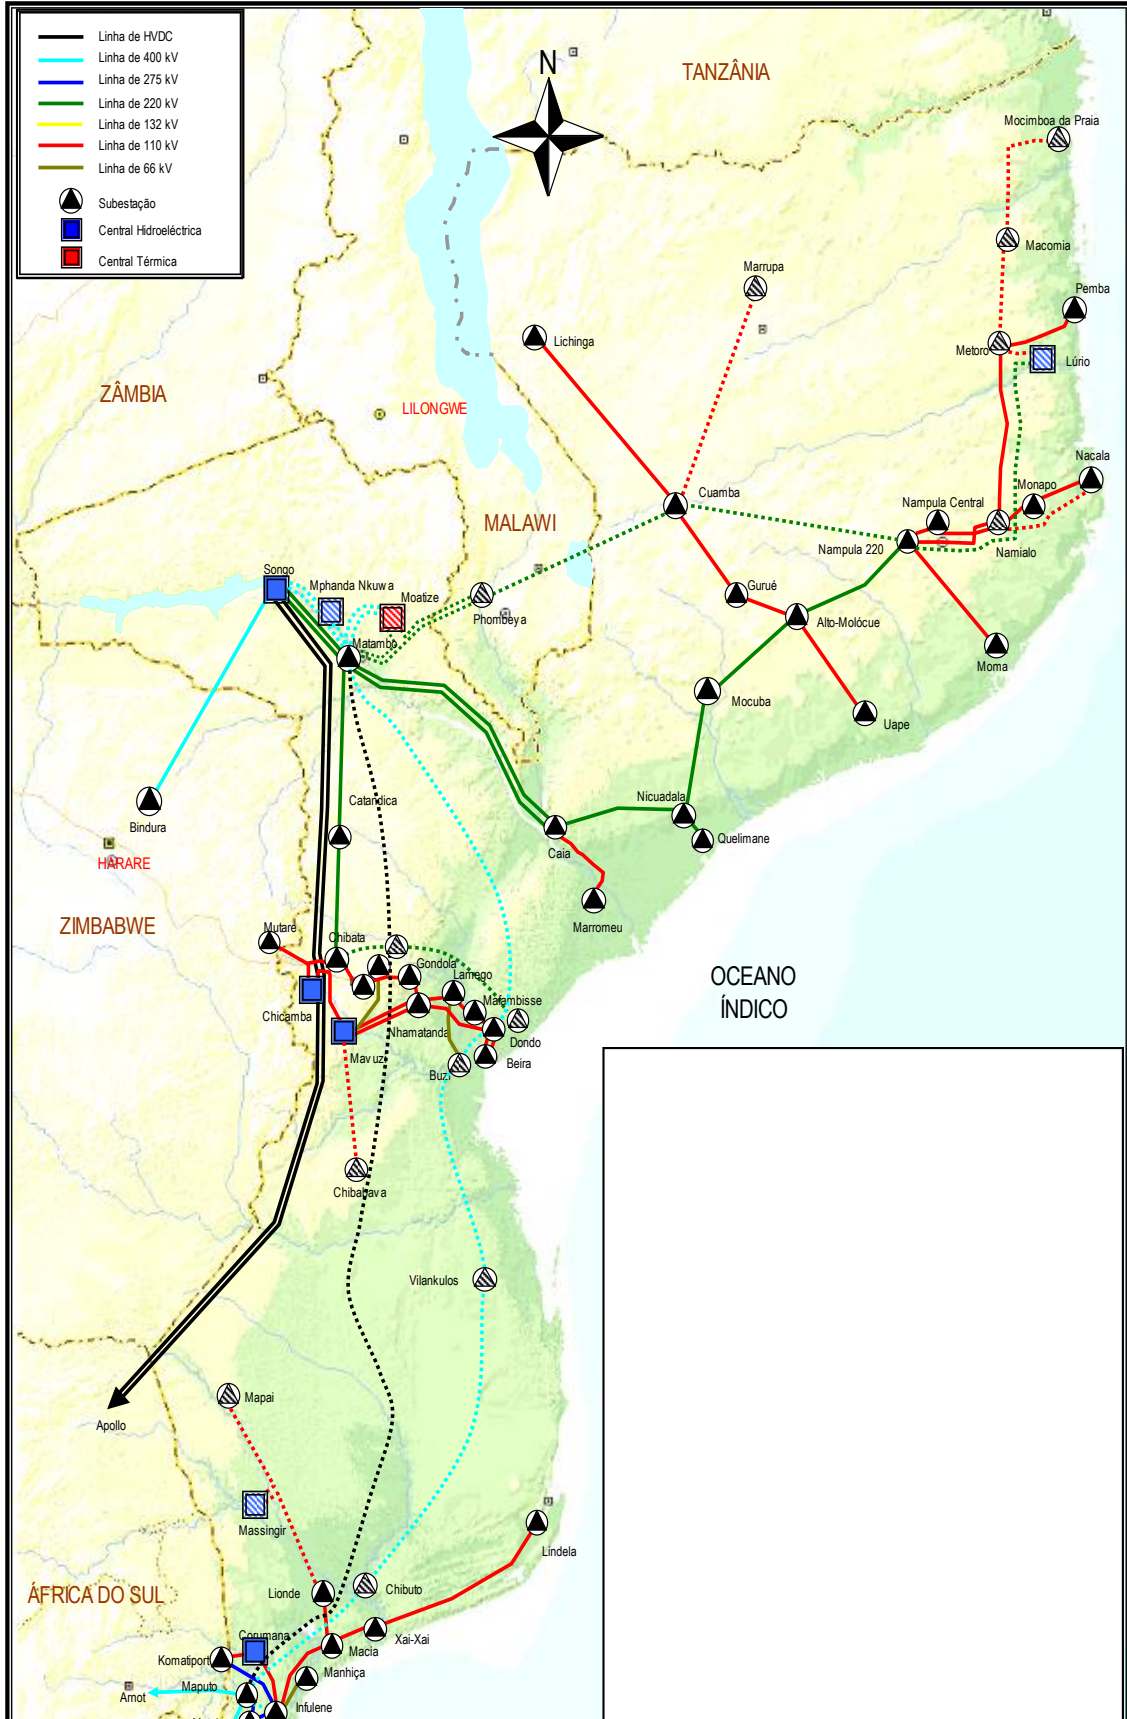 Linha de HVDC
Linha de 400 kV
Linha de 275 kV
Linha de 220 kV
Linha de 132 kV
Linha de 110 kV
Linha de 66 kV
Subestação
Central Hidroeléctrica
Central Térmica
N
TANZÂNIA
Mocimboa da Praia
Macomia
Marrupa
Pemba
Lichinga
Metoro
Lúrio
ZÂMBIA
LILONGWE
Nacala
Cuamba
Monapo
Nampula Central
MALAWI
Nampula 220
Namialo
Songo
Mphanda Nkuwa
Moatize
Gurué
Phombeya
Alto-Molócue
Matambo
Moma
Mocuba
Uape
Nicuadala
Catandica
Bindura
Quelimane
Caia
HARARE
Marromeu
ZIMBABWE
Mutare
Chibata
Gondola
Lamego
OCEANO
ÍNDICO
Chicamba
Mafambisse
Nhamatanda
Dondo
Mavuzi
Beira
Buzi
Chibabava
Vilankulos
Mapai
Apollo
Massingir
Lindela
ÁFRICA DO SUL
Lionde
Chibuto
Corumana
Xai-Xai
Macia
Komatiport
Manhiça
Maputo
Arnot
Infulene